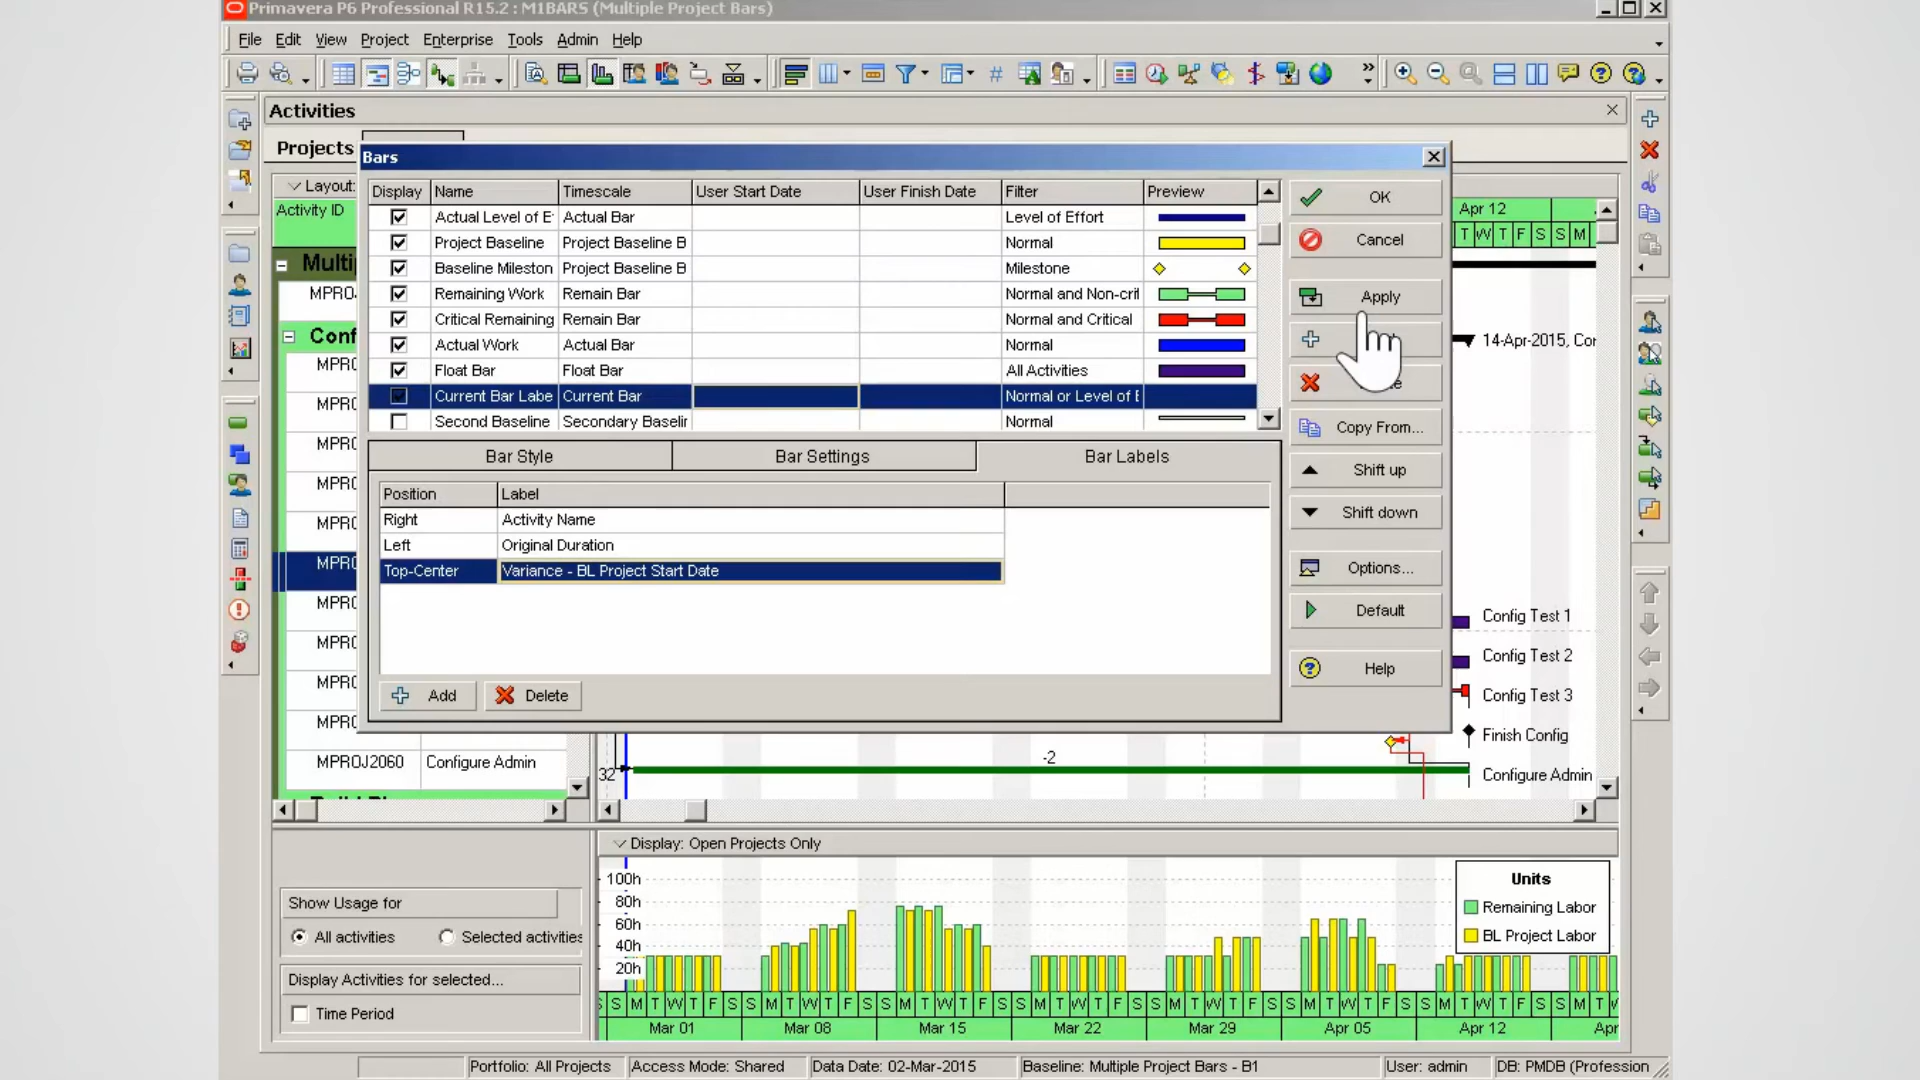 Primavera P6 Professional R15.2 : M1BARS (Multiple Project Bars)
File Edit View Project Enterprise Tools Admin Help
Activities
Projects
Layout:
Activity ID
Multi
MPROJ
Conf
MPRO
MPRO
MPRO
MPRO
MPRO
MPRO
MPRO
MPRO
MPRO
MPRO
MPROJ2060 Configure Admin
Bars
Display Name Timescale User Start Date User Finish Date Filter Preview
Actual Level of E Actual Bar Level of Effort
Project Baseline Project Baseline B Normal
Baseline Mileston Project Baseline B Milestone
Remaining Work Remain Bar Normal and Non-crit
Critical Remaining Remain Bar Normal and Critical
Actual Work Actual Bar Normal
Float Bar Float Bar All Activities
Current Bar Labe Current Bar Normal or Level of E
Second Baseline Secondary Baselin Normal
Bar Style Bar Settings Bar Labels
Position Label
Right Activity Name
Left Original Duration
Top-Center Variance - BL Project Start Date
Add Delete
OK
Cancel
Apply
Copy From...
Shift up
Shift down
Options...
Default
Help
Apr 12
T W T F S S M
14-Apr-2015, Cor
Config Test 1
Config Test 2
Config Test 3
Finish Config
-2
32
Configure Admin
Display: Open Projects Only
Show Usage for
All activities Selected activities
Display Activities for selected...
Time Period
100h
80h
60h
40h
20h
Units
Remaining Labor
BL Project Labor
S S M T W T F S S M T W T F S S M T W T F S S M T W T F S S M T W T F S S M T W T F S S M T W T F S S M T W
Mar 01 Mar 08 Mar 15 Mar 22 Mar 29 Apr 05 Apr 12 Apr
Portfolio: All Projects Access Mode: Shared Data Date: 02-Mar-2015 Baseline: Multiple Project Bars - B1 User: admin DB: PMDB (Profession